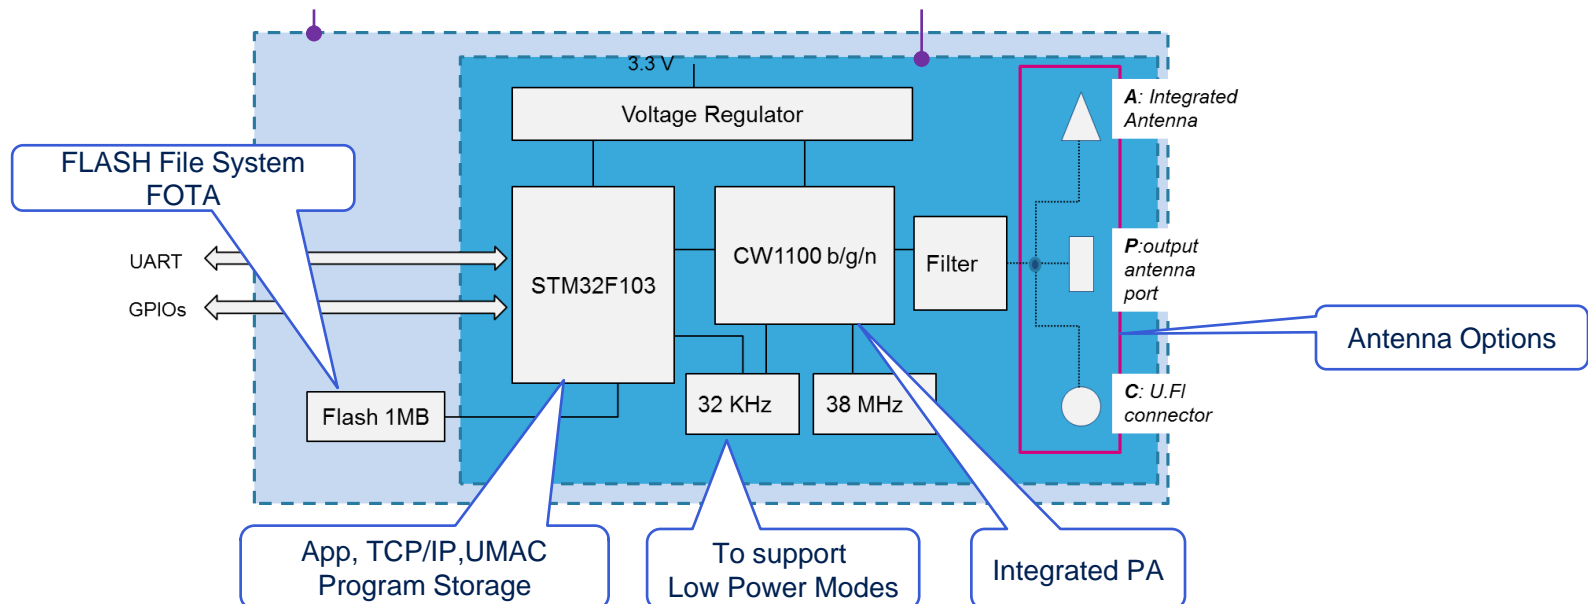 3.3 V
Voltage Regulator
A: Integrated
Antenna
FLASH File System
FOTA
UART
GPIOs
STM32F103
CW1100 b/g/n
Filter
P:output
antenna
port
Antenna Options
Flash 1MB
32 KHz
38 MHz
C: U.Fl
connector
App, TCP/IP,UMAC
Program Storage
To support
Low Power Modes
Integrated PA